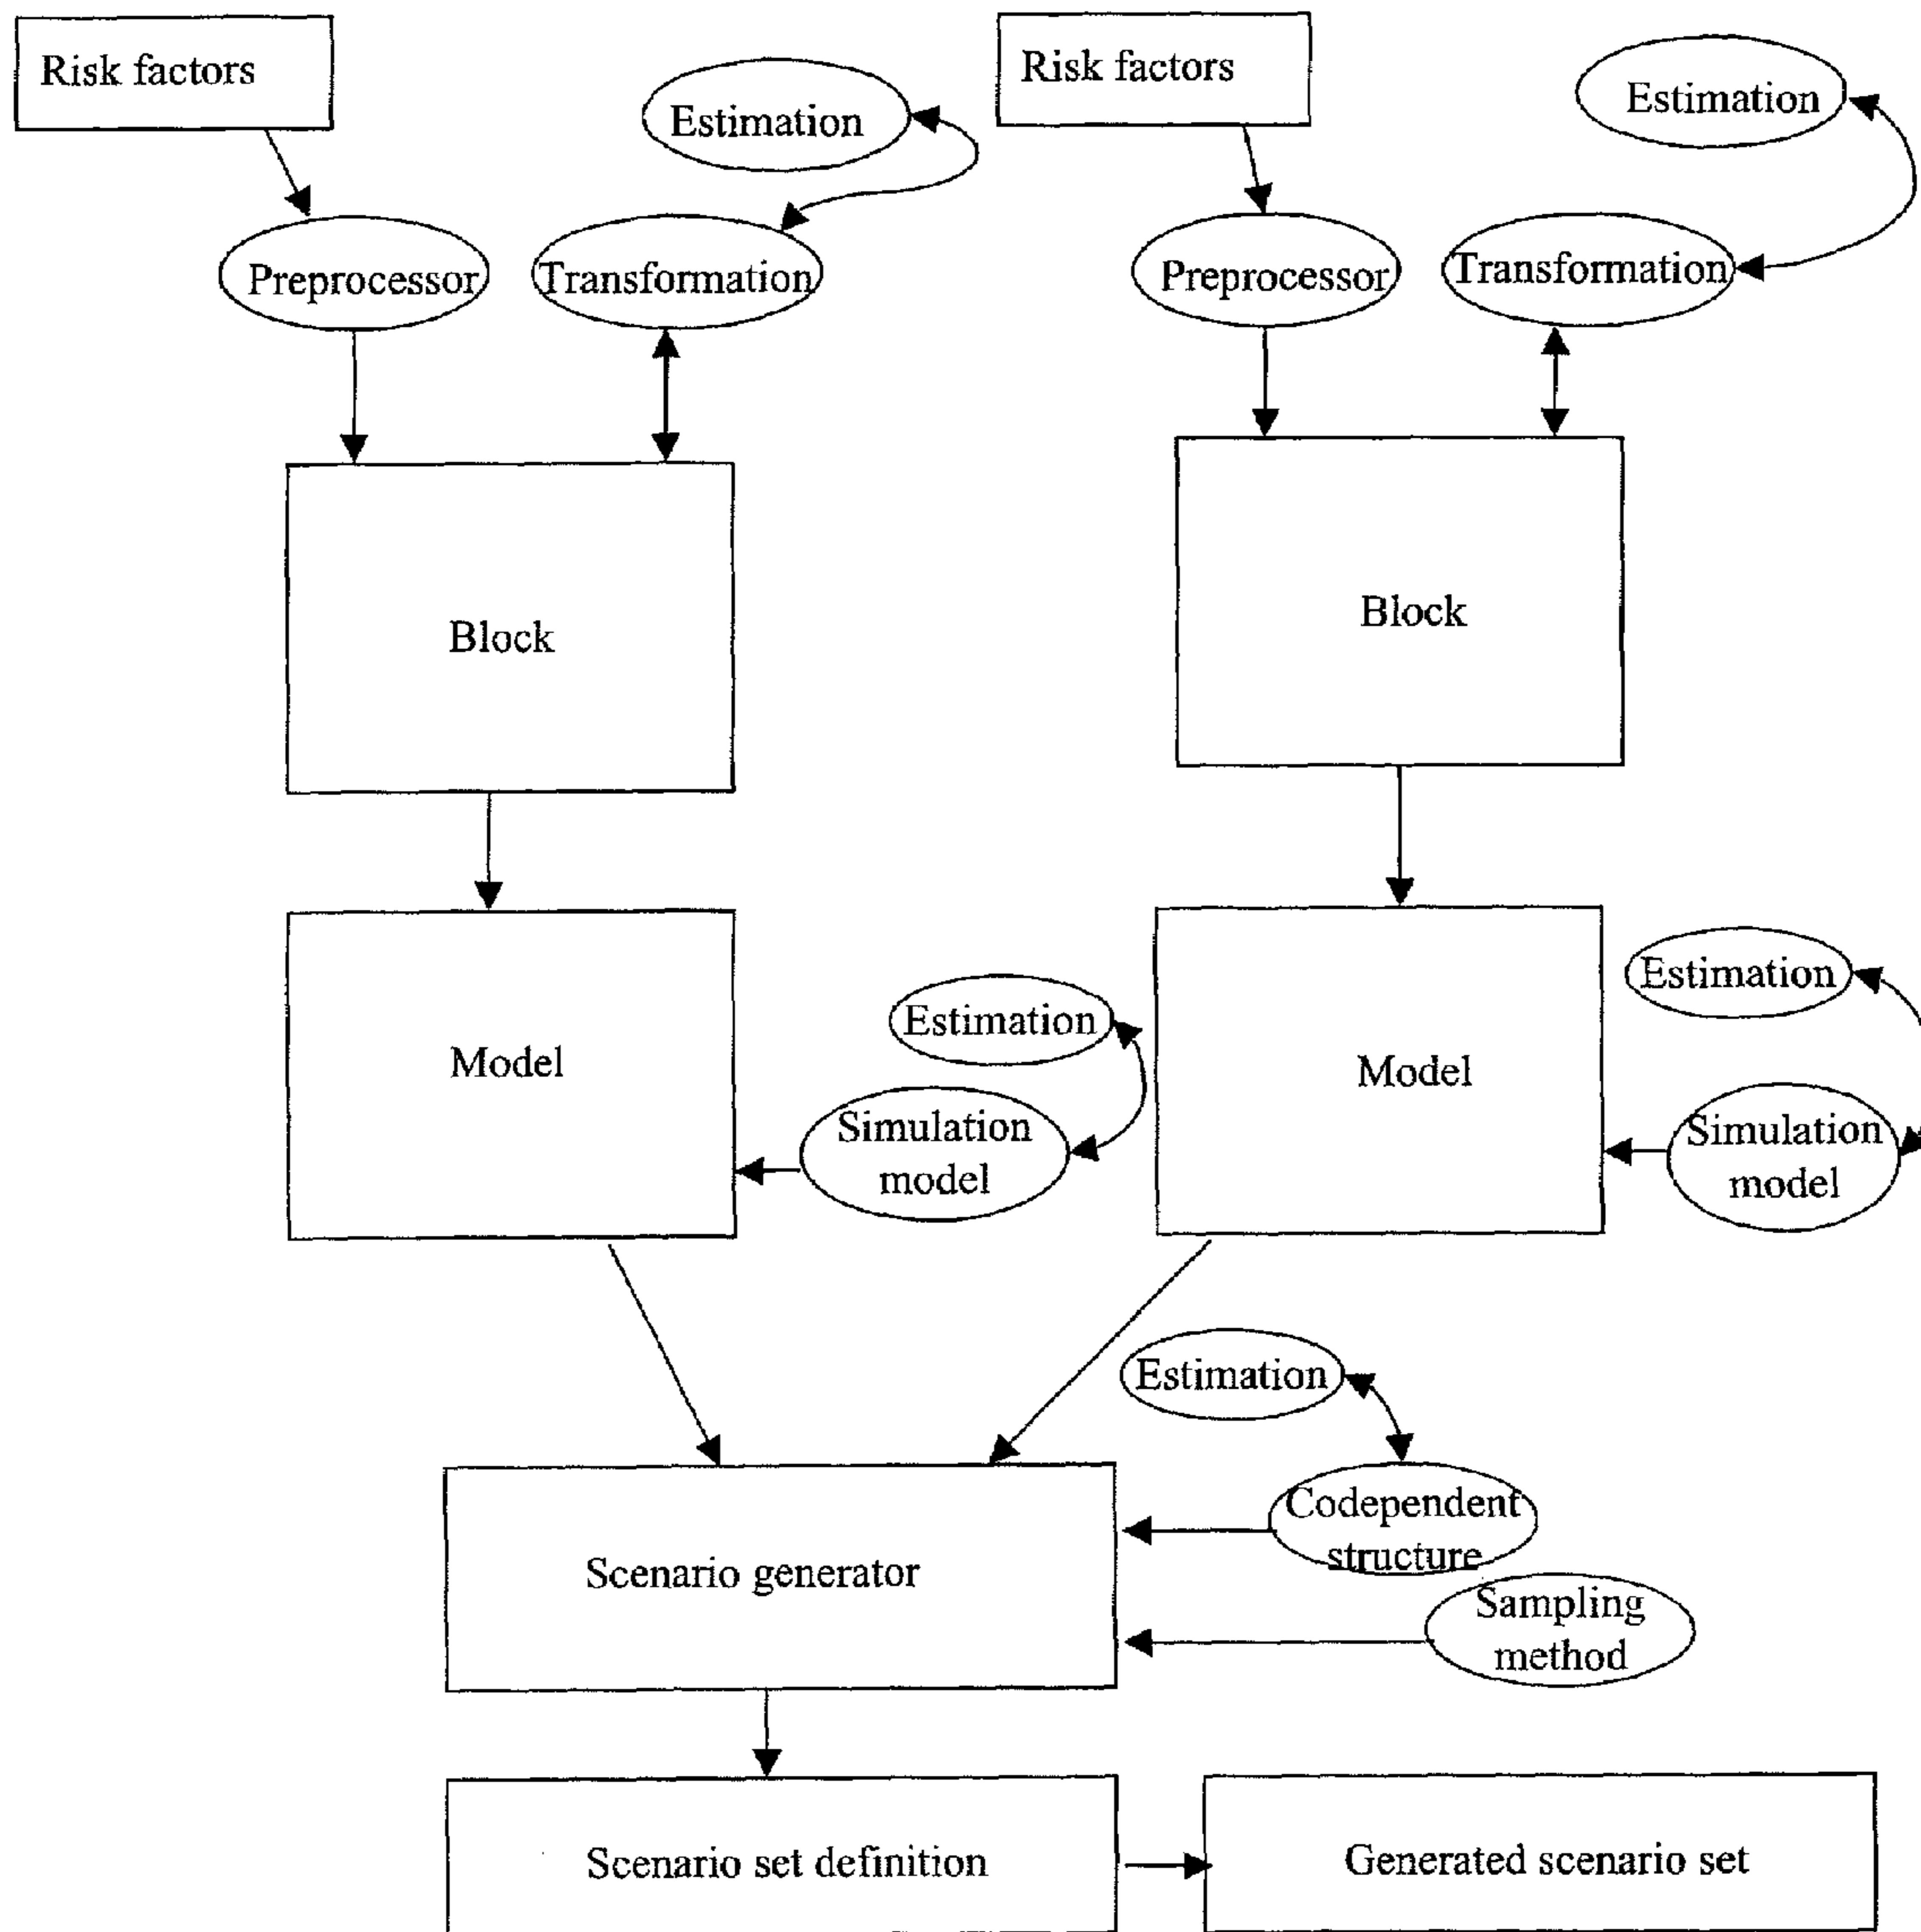 Risk factors
Risk factors
Estimation
Estimation
Preprocessor
Transformation
Preprocessor
Transformation
Block
Block
Model
Model
Estimation
Estimation
Simulation
model
Simulation
model
Estimation
Scenario generator
Codependent
structure
Sampling
method
Scenario set definition
Generated scenario set